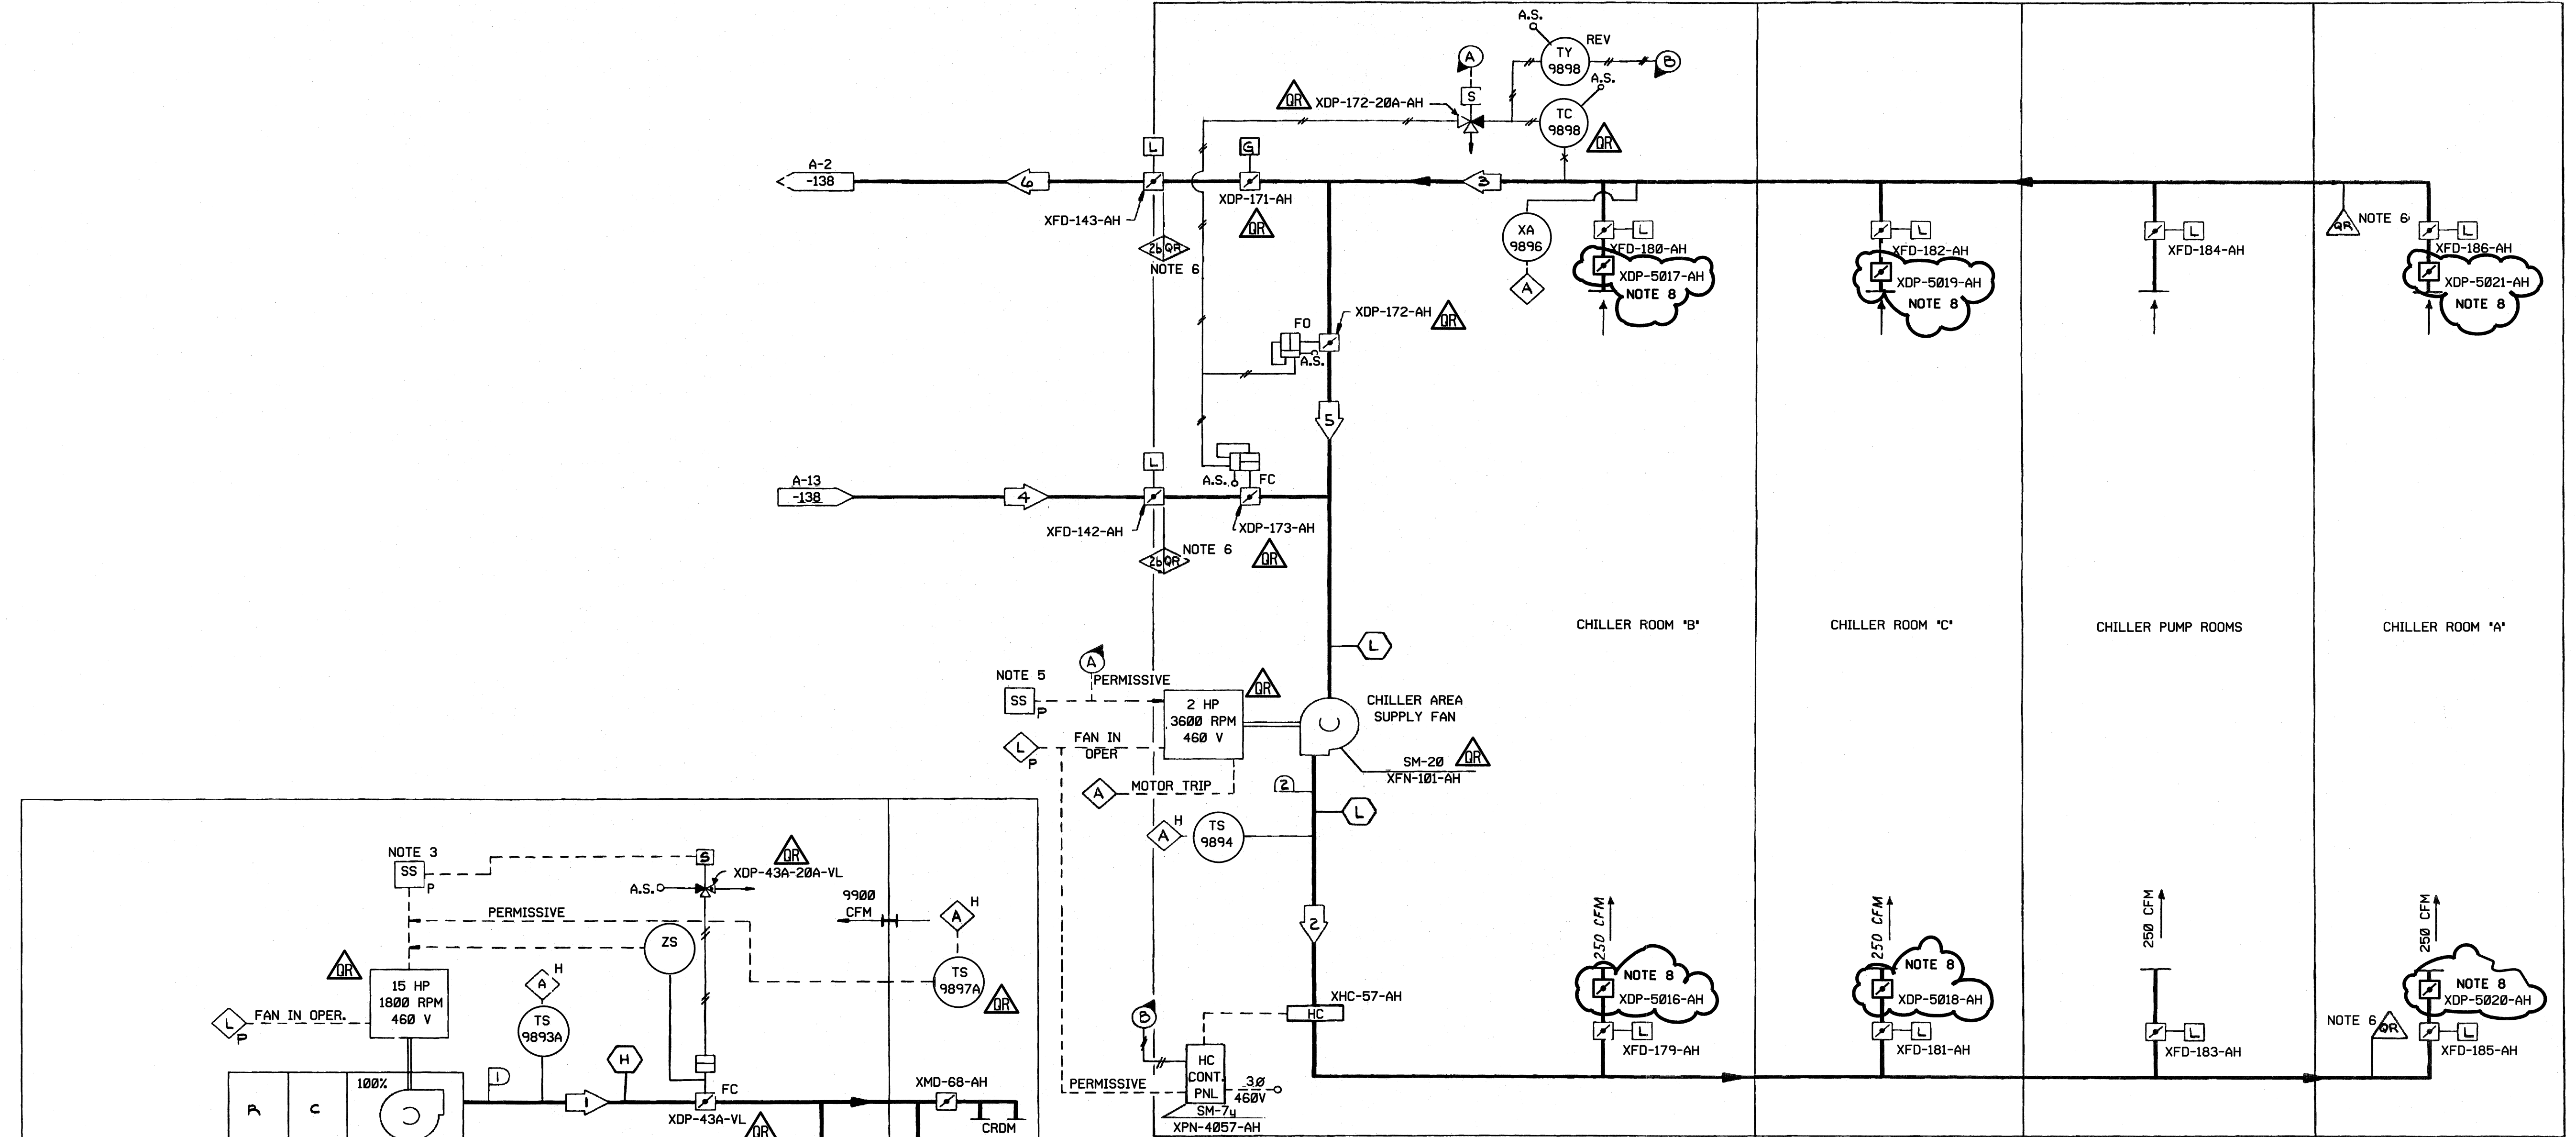 A.S.
TY
9898
REV
B
A.S.
A
S
QR
XDP-172-20A-AH
TC
9898
QR
A-2
-138
6
L
G
3
XFD-143-AH
XDP-171-AH
QR
2b QR
NOTE 6
XA
9896
A
L
XFD-180-AH
XDP-5017-AH
NOTE 8
L
XFD-182-AH
XDP-5019-AH
NOTE 8
L
XFD-184-AH
QR
NOTE 6
L
XFD-186-AH
XDP-5021-AH
NOTE 8
FO
XDP-172-AH
QR
A.S.
5
A-13
-138
4
L
A.S.
FC
XFD-142-AH
XDP-173-AH
2b QR
NOTE 6
QR
CHILLER ROOM "B"
CHILLER ROOM "C"
CHILLER PUMP ROOMS
CHILLER ROOM "A"
L
NOTE 5
SS
P
A
PERMISSIVE
QR
2 HP
3600 RPM
460 V
CHILLER AREA
SUPPLY FAN
L
P
FAN IN
OPER
A
MOTOR TRIP
SM-20
XFN-101-AH
QR
2
L
A
H
TS
9894
2
XHC-57-AH
HC
B
HC
CONT.
PNL
PERMISSIVE
3Ø
460V
SM-7y
XPN-4057-AH
250 CFM
NOTE 8
XDP-5016-AH
L
XFD-179-AH
250 CFM
NOTE 8
XDP-5018-AH
L
XFD-181-AH
250 CFM
L
XFD-183-AH
250 CFM
NOTE 8
XDP-5020-AH
NOTE 6
QR
L
XFD-185-AH
NOTE 3
SS
P
S
QR
XDP-43A-20A-VL
A.S.
9900
CFM
A
H
PERMISSIVE
ZS
TS
9897A
QR
QR
15 HP
1800 RPM
460 V
A
H
L
P
FAN IN OPER.
TS
9893A
H
100%
R
C
1
1
FC
XDP-43A-VL
QR
XMD-68-AH
CRDM